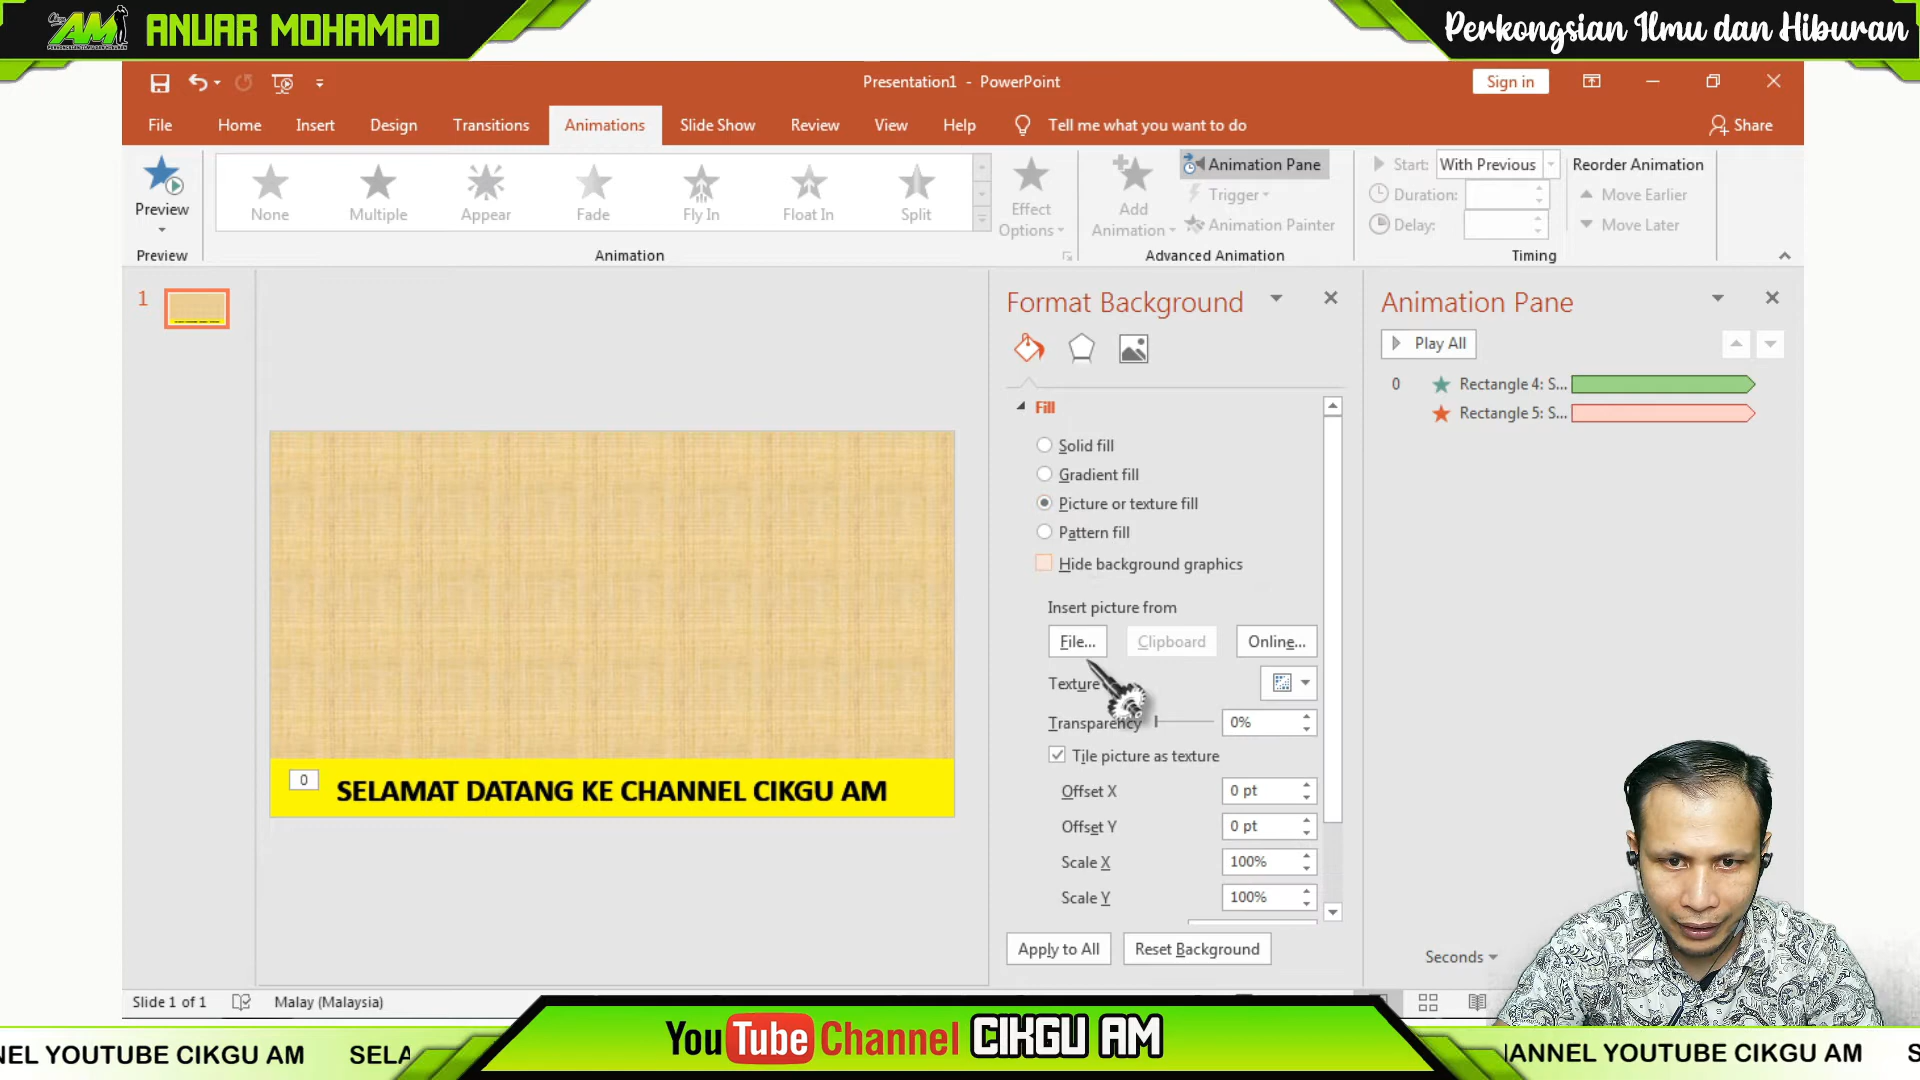 AM
ANUAR MOHAMAD
Perkongsian Ilmu dan Hiburan
Presentation1 - PowerPoint
Sign in
File Home Insert Design Transitions Animations Slide Show Review View Help Tell me what you want to do Share
Preview
None
Multiple
Appear
Fade
Fly In
Float In
Split
Effect
Options
Add
Animation
Animation Pane
Trigger
Animation Painter
Start: With Previous
Duration:
Delay:
Reorder Animation
Move Earlier
Move Later
Preview
Animation
Advanced Animation
Timing
1
0 SELAMAT DATANG KE CHANNEL CIKGU AM
Format Background
Fill
Solid fill
Gradient fill
Picture or texture fill
Pattern fill
Hide background graphics
Insert picture from
File... Clipboard Online...
Texture
Transparency 0%
Tile picture as texture
Offset X 0 pt
Offset Y 0 pt
Scale X 100%
Scale Y 100%
Apply to All Reset Background
Animation Pane
Play All
0 Rectangle 4: S...
Rectangle 5: S...
Seconds
Slide 1 of 1 Malay (Malaysia)
YouTube Channel CIKGU AM
NEL YOUTUBE CIKGU AM SELA
HANNEL YOUTUBE CIKGU AM S